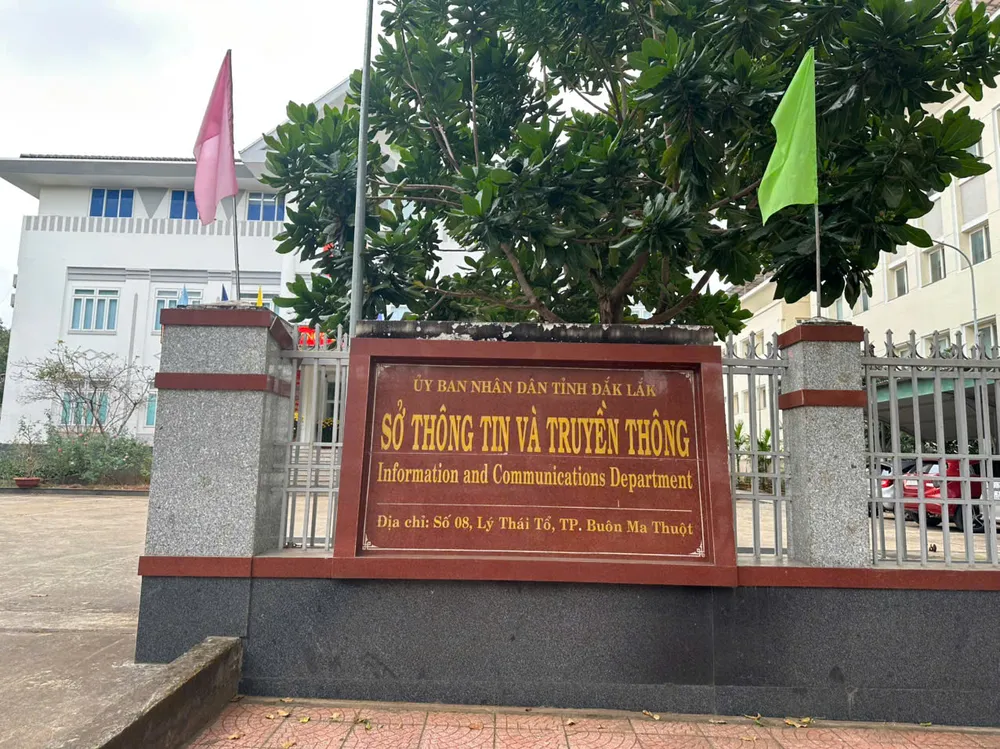 ỦY BAN NHÂN DÂN TỈNH ĐẮK LẮK
SỞ THÔNG TIN VÀ TRUYỀN THÔNG
Information and Communications Department
Địa chỉ: Số 08, Lý Thái Tổ, TP. Buôn Ma Thuột